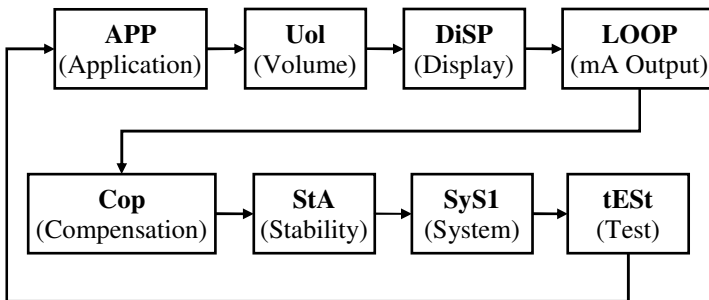 APP
(Application)
Uol
(Volume)
DiSP
(Display)
LOOP
(mA Output)
Cop
(Compensation)
StA
(Stability)
SyS1
(System)
tESt
(Test)